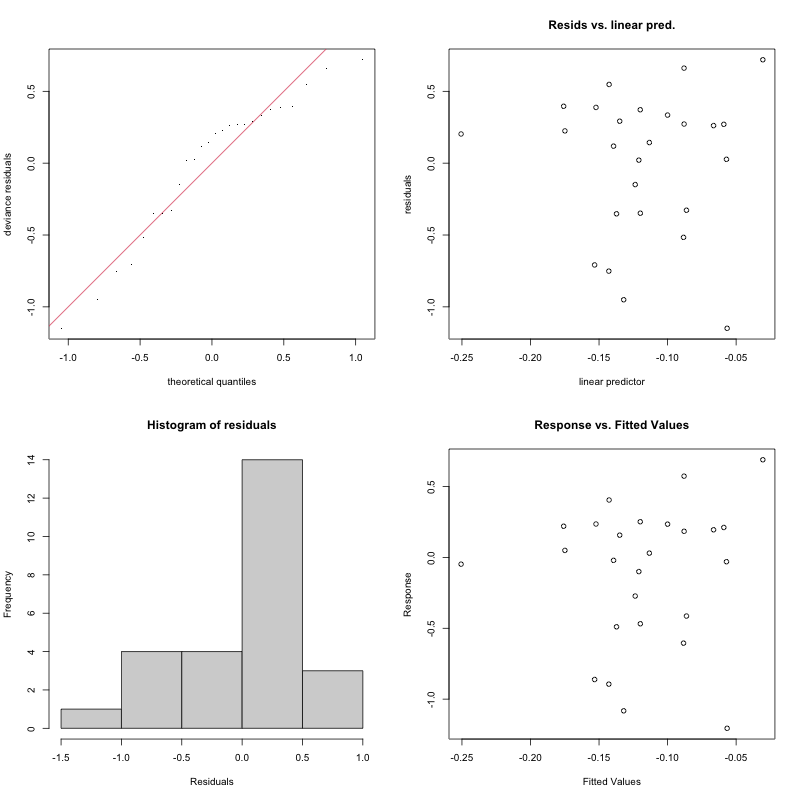 deviance residuals
0.5
0.0
-0.5
-1.0
-1.0 -0.5 0.0 0.5 1.0
theoretical quantiles
Resids vs. linear pred.
residuals
0.5
0.0
-0.5
-1.0
-0.25 -0.20 -0.15 -0.10 -0.05
linear predictor
Histogram of residuals
Frequency
14
12
10
8
6
4
2
0
-1.5 -1.0 -0.5 0.0 0.5 1.0
Residuals
Response vs. Fitted Values
Response
0.5
0.0
-0.5
-1.0
-0.25 -0.20 -0.15 -0.10 -0.05
Fitted Values